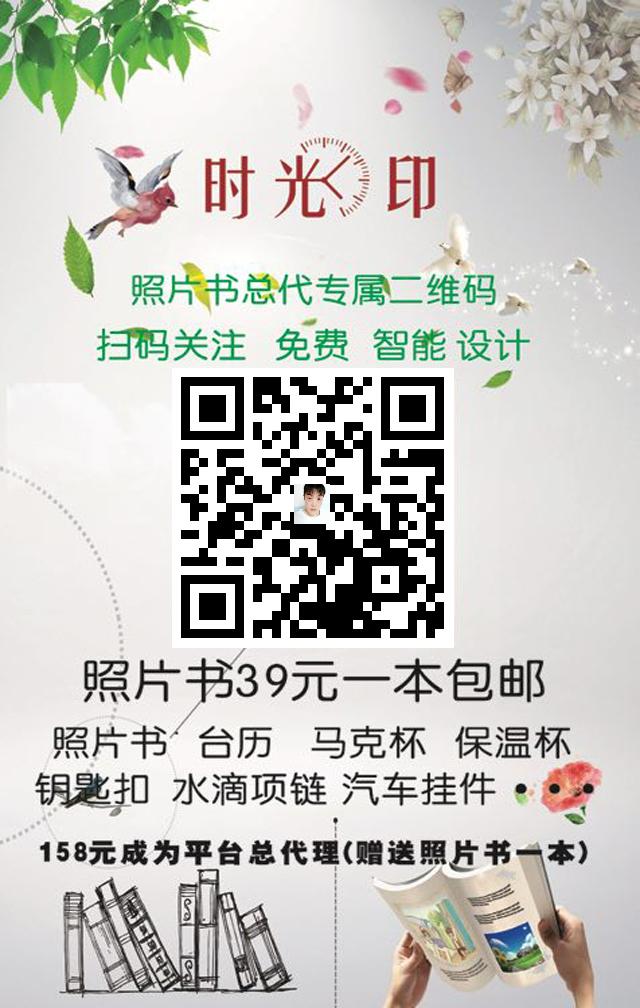 时光印
照片书总代专属二维码
扫码关注 免费 智能 设计
照片书39元一本包邮
照片书 台历 马克杯 保温杯
钥匙扣 水滴项链 汽车挂件
158元成为平台总代理(赠送照片书一本)